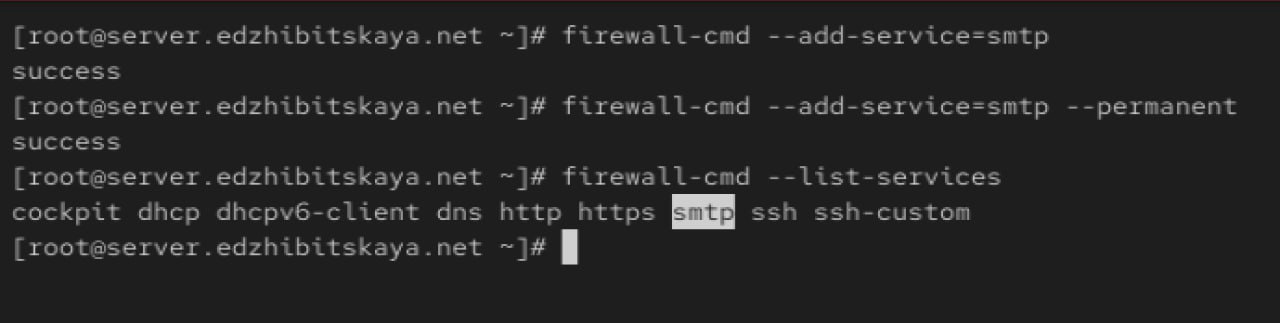 [root@server.edzhibitskaya.net ~]# firewall-cmd --add-service=smtp
success
[root@server.edzhibitskaya.net ~]# firewall-cmd --add-service=smtp --permanent
success
[root@server.edzhibitskaya.net ~]# firewall-cmd --list-services
cockpit dhcp dhcpv6-client dns http https smtp ssh ssh-custom
[root@server.edzhibitskaya.net ~]#